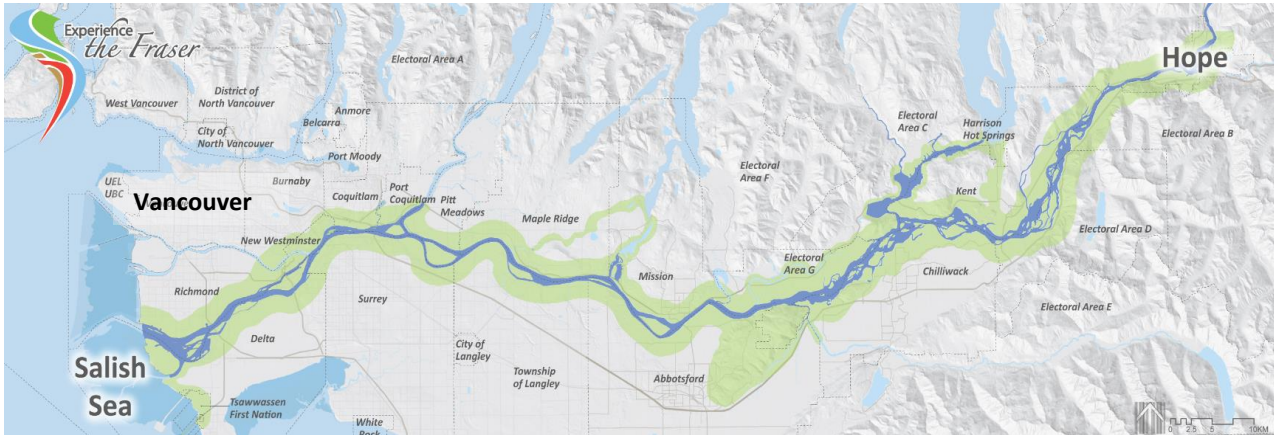 Experience
the Fraser
Hope
Electoral Area A
District of
North Vancouver
West Vancouver
Anmore
Belcarra
City of
North Vancouver
Port Moody
Electoral
Area C
Harrison
Hot Springs
Electoral Area B
Electoral
Area F
UEL
UBC
Burnaby
Coquitlam
Port
Coquitlam
Pitt
Meadows
Kent
Vancouver
Maple Ridge
New Westminster
Electoral Area D
Electoral
Area G
Mission
Chilliwack
Richmond
Surrey
Electoral Area E
Delta
City of
Langley
Salish
Sea
Township
of Langley
Abbotsford
Tsawwassen
First Nation
White
Rock
0 2.5 5 10KM